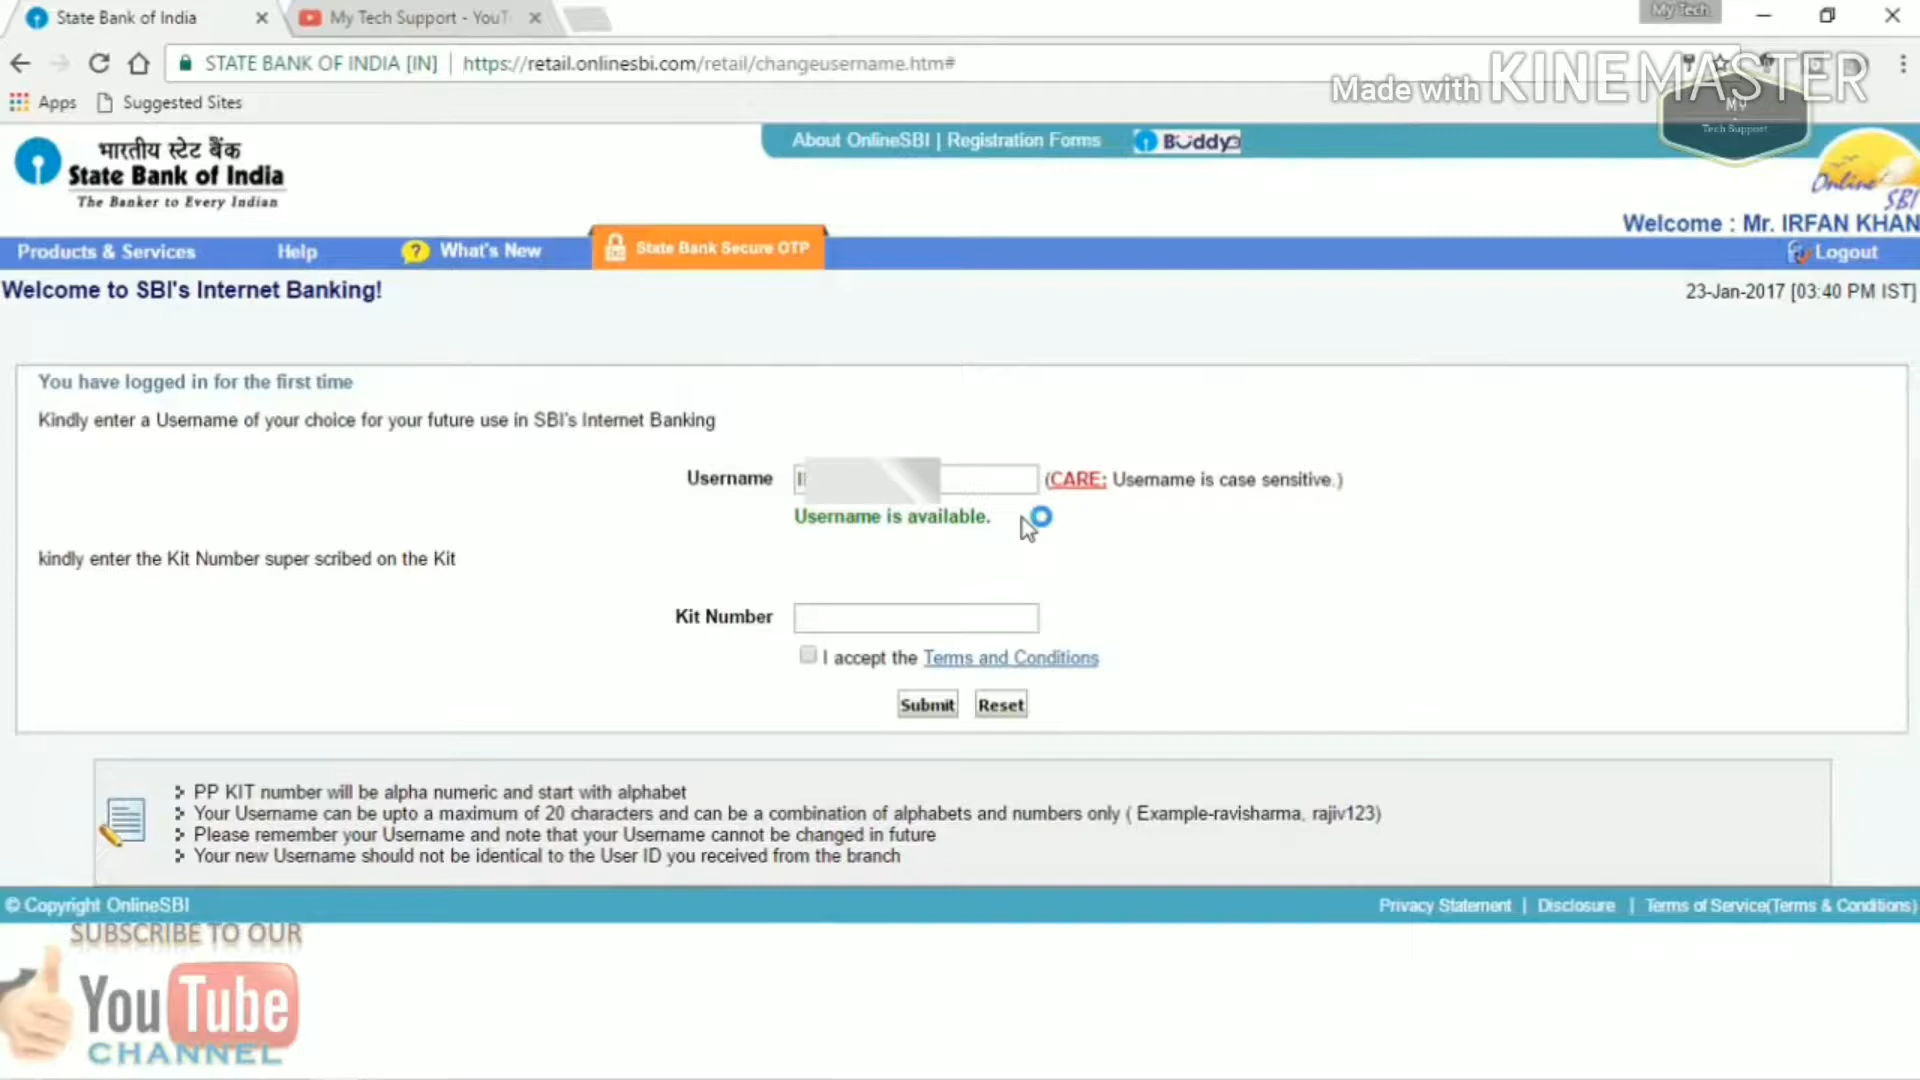 State Bank of India
My Tech Support - YouT
My Tech
STATE BANK OF INDIA [IN] https://retail.onlinesbi.com/retail/changeusername.htm#
Made with KINEMASTER
Apps Suggested Sites
MY
Tech Support
About OnlineSBI | Registration Forms Buddy
भारतीय स्टेट बैंक
State Bank of India
The Banker to Every Indian
Online SBI
Welcome : Mr. IRFAN KHAN
Products & Services Help ? What's New State Bank Secure OTP Logout
Welcome to SBI's Internet Banking!
23-Jan-2017 [03:40 PM IST]
You have logged in for the first time
Kindly enter a Username of your choice for your future use in SBI's Internet Banking
Username (CARE: Username is case sensitive.)
Username is available.
kindly enter the Kit Number super scribed on the Kit
Kit Number
I accept the Terms and Conditions
Submit Reset
PP KIT number will be alpha numeric and start with alphabet
Your Username can be upto a maximum of 20 characters and can be a combination of alphabets and numbers only ( Example-ravisharma, rajiv123)
Please remember your Username and note that your Username cannot be changed in future
Your new Username should not be identical to the User ID you received from the branch
© Copyright OnlineSBI
Privacy Statement | Disclosure | Terms of Service(Terms & Conditions)
SUBSCRIBE TO OUR
YouTube
CHANNEL